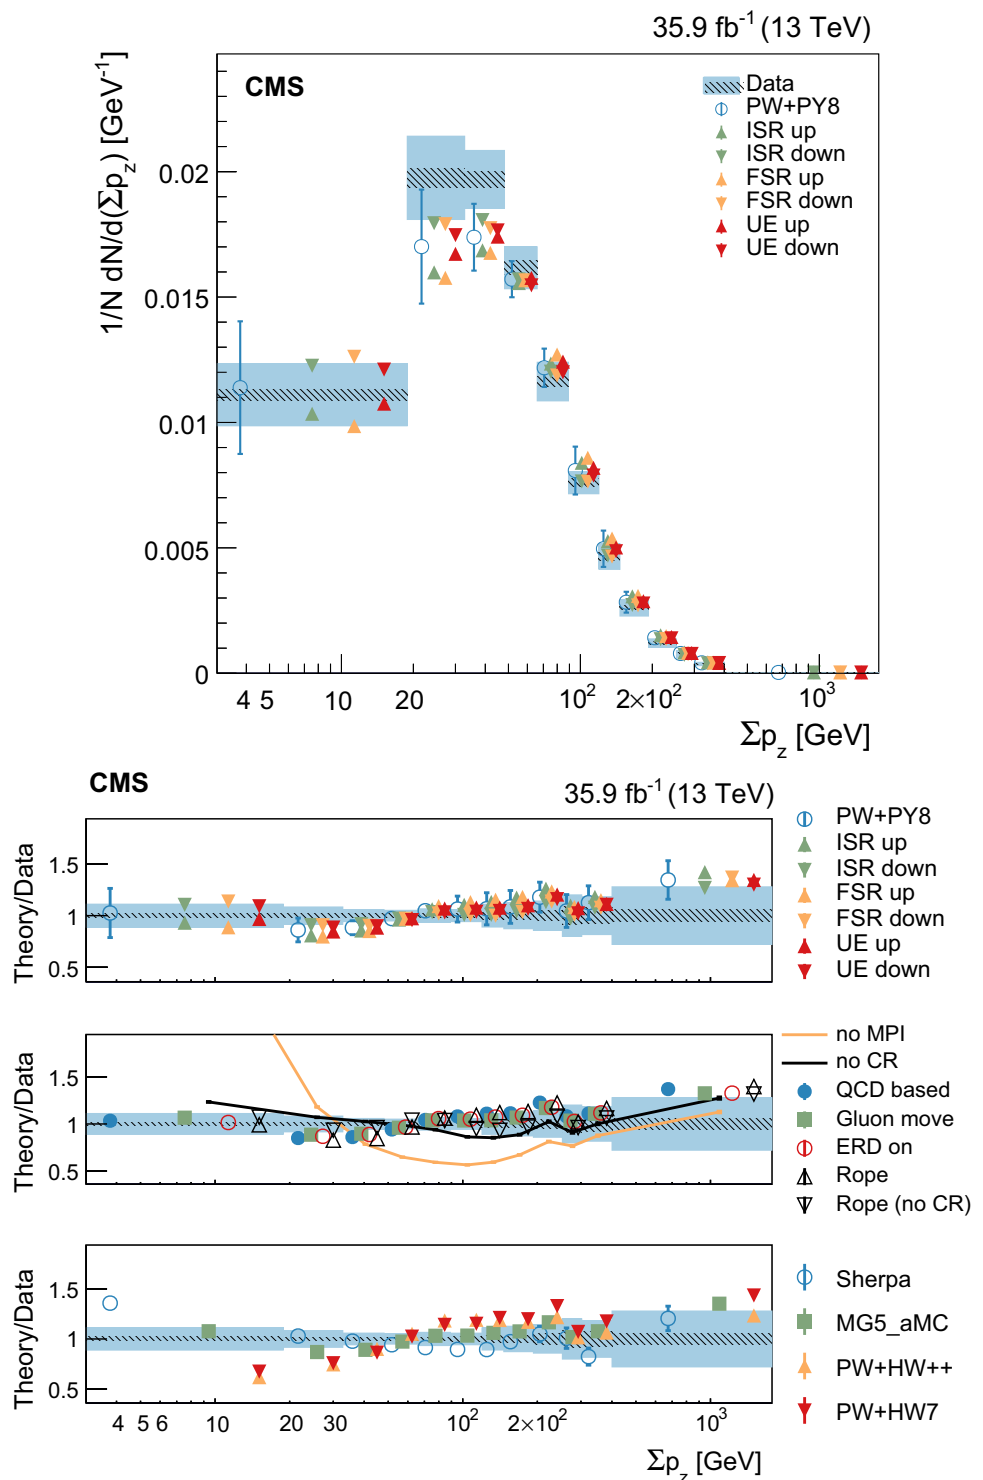 35.9 fb⁻¹ (13 TeV)
1/N dN/d(Σp_z) [GeV⁻¹]
CMS
Data
PW+PY8
ISR up
ISR down
FSR up
FSR down
UE up
UE down
0.02
0.015
0.01
0.005
0
4 5 10 20 10² 2×10² 10³
Σp_z [GeV]
CMS
35.9 fb⁻¹ (13 TeV)
Theory/Data
1.5
1
0.5
PW+PY8
ISR up
ISR down
FSR up
FSR down
UE up
UE down
Theory/Data
1.5
1
0.5
no MPI
no CR
QCD based
Gluon move
ERD on
Rope
Rope (no CR)
Theory/Data
1.5
1
0.5
Sherpa
MG5_aMC
PW+HW++
PW+HW7
4 5 6 10 20 30 10² 2×10² 10³
Σp_z [GeV]